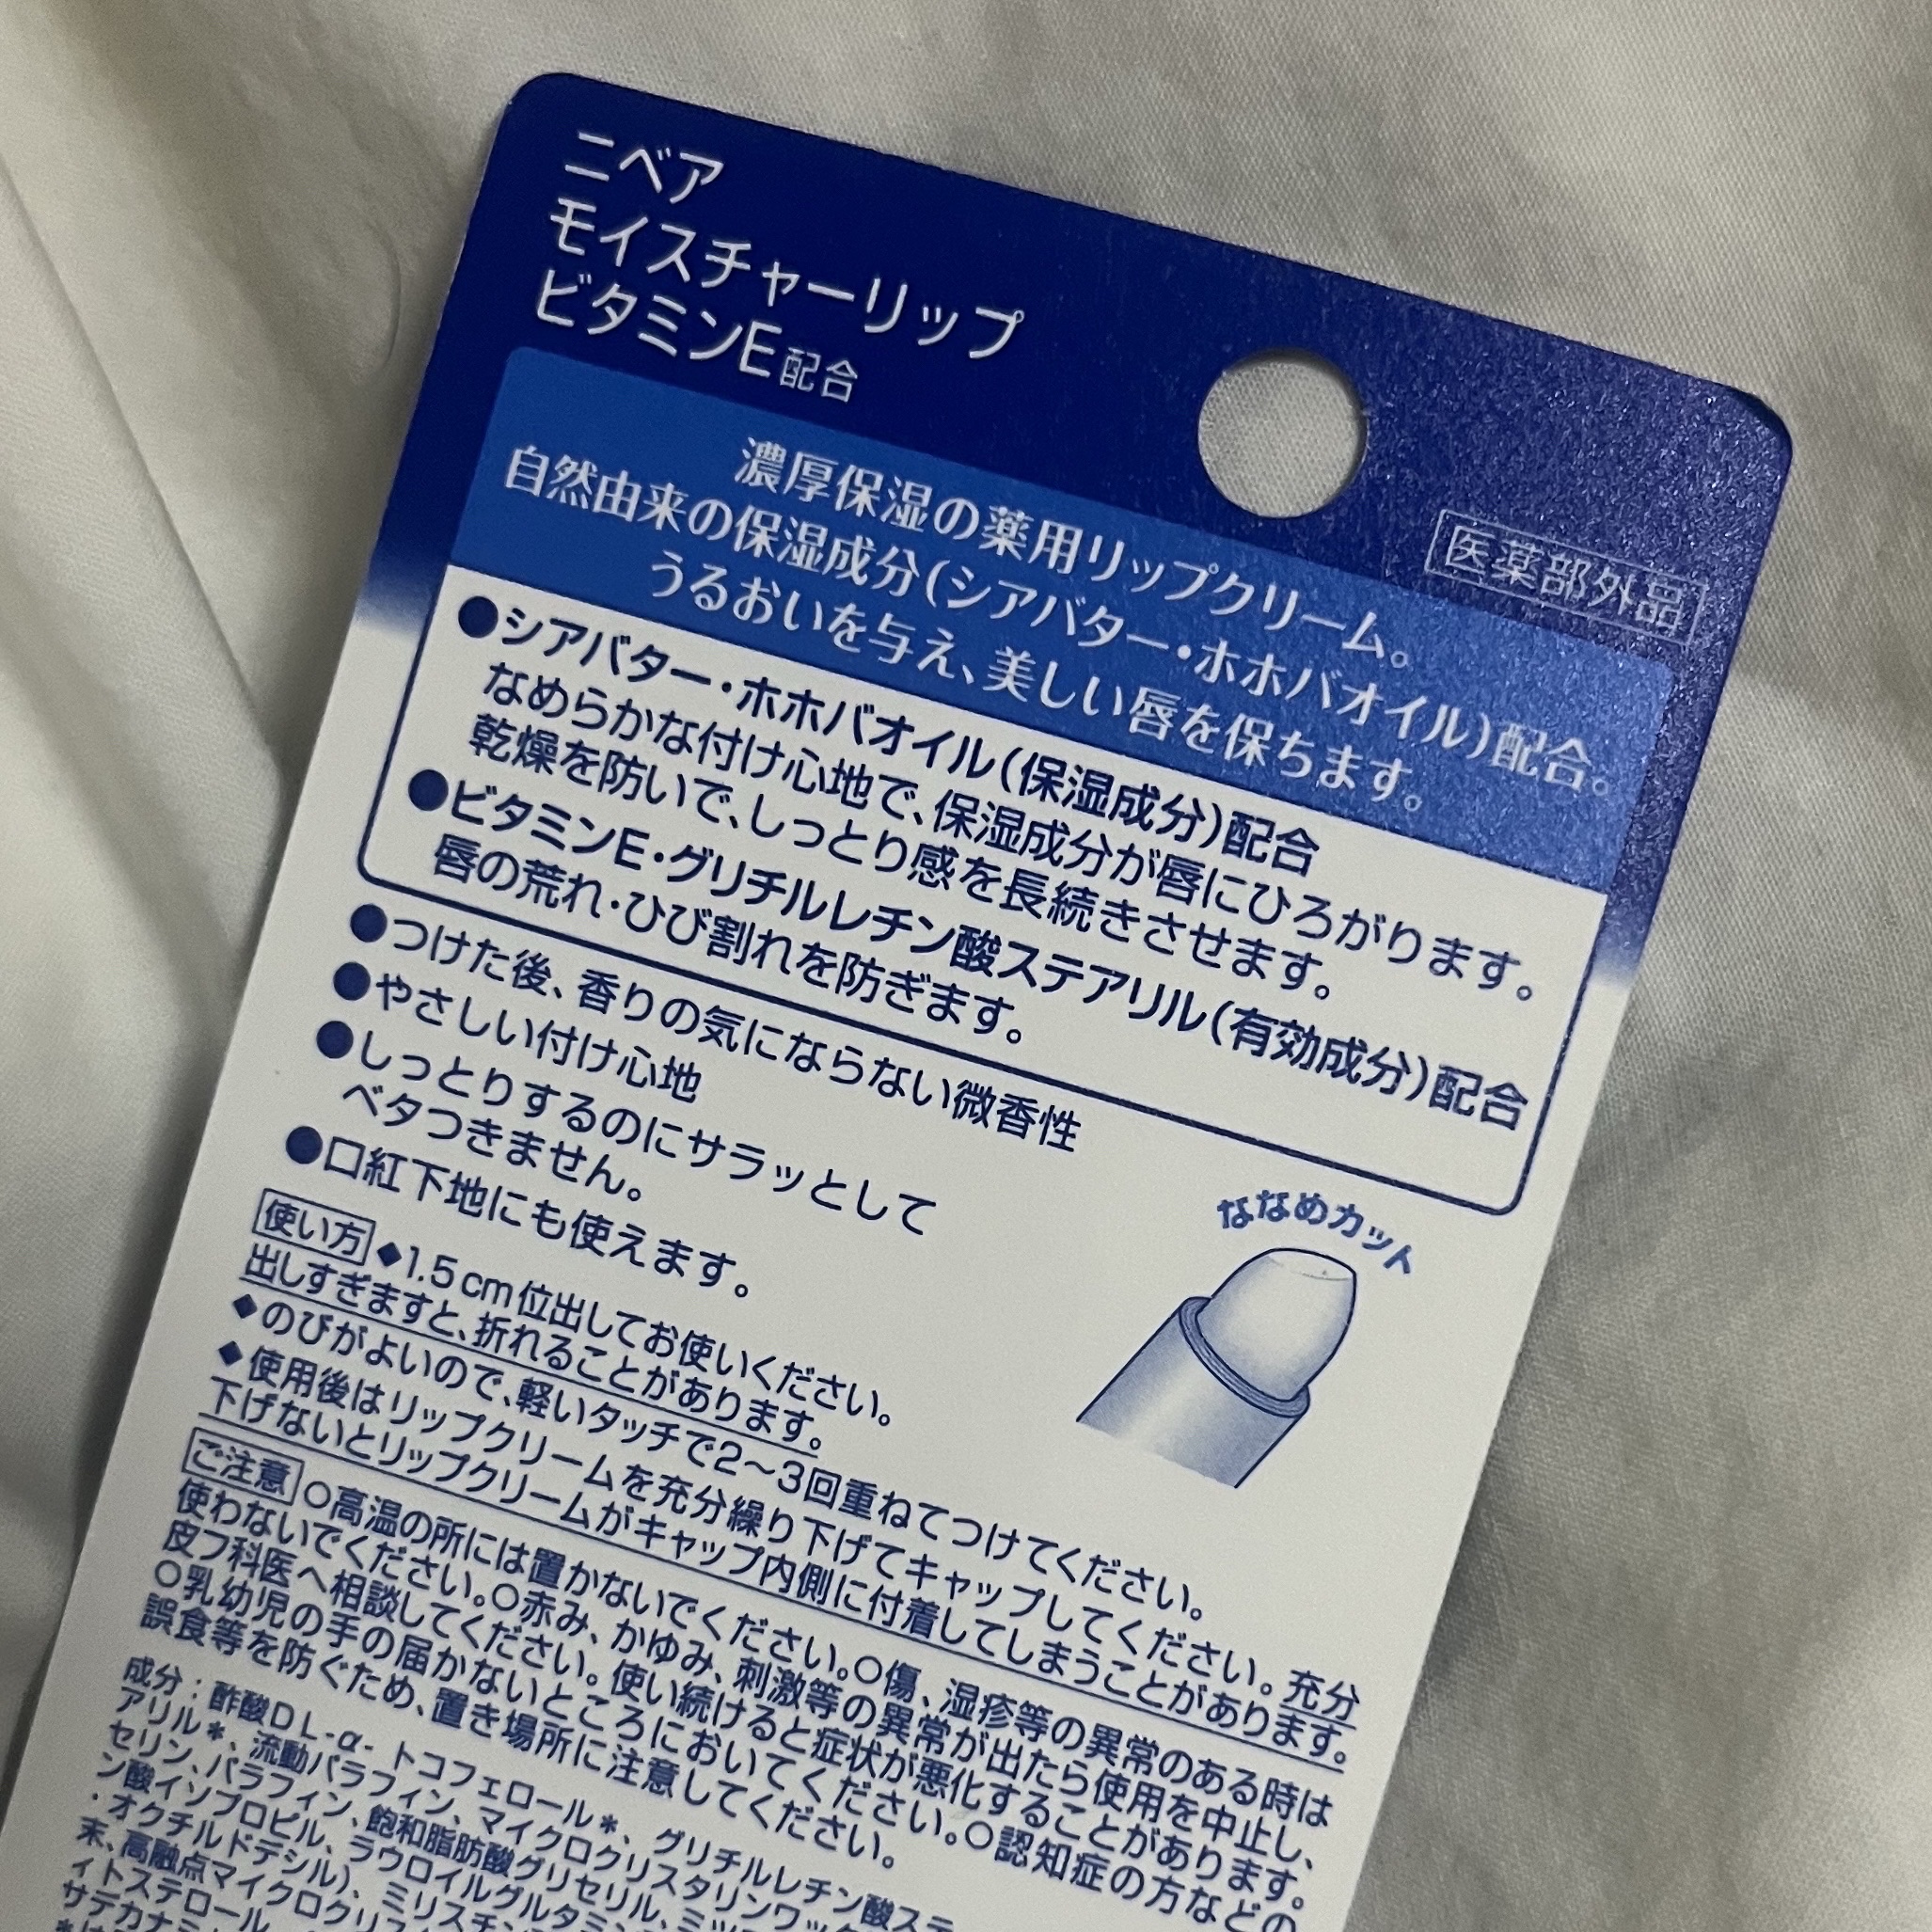 ニベア
モイスチャーリップ
ビタミンE配合
医薬部外品
濃厚保湿の薬用リップクリーム。
自然由来の保湿成分(シアバター・ホホバオイル)配合。
うるおいを与え、美しい唇を保ちます。
●シアバター・ホホバオイル(保湿成分)配合
なめらかな付け心地で、保湿成分が唇にひろがります。
乾燥を防いで、しっとり感を長続きさせます。
●ビタミンE・グリチルレチン酸ステアリル(有効成分)配合
唇の荒れ・ひび割れを防ぎます。
●つけた後、香りの気にならない微香性
●やさしい付け心地
●しっとりするのにサラッとして
ベタつきません。
●口紅下地にも使えます。
ななめカット
使い方 ◆1.5cm位出してお使いください。
出しすぎますと、折れることがあります。
◆のびがよいので、軽いタッチで2〜3回重ねてつけてください。
◆使用後はリップクリームを充分繰り下げてキャップしてください。充分
下げないとリップクリームがキャップ内側に付着してしまうことがあります。
ご注意 ○高温の所には置かないでください。○傷、湿疹等の異常のある時は
使わないでください。○赤み、かゆみ、刺激等の異常が出たら使用を中止し、
皮フ科医へ相談してください。使い続けると症状が悪化することがあります。
○乳幼児の手の届かないところにおいてください。○認知症の方などの
誤食等を防ぐため、置き場所に注意してください。
成分：酢酸DL-α-トコフェロール*、グリチルレチン酸ステ
アリル*、流動パラフィン、マイクロクリスタリンワック
セリン、パラフィン、飽和脂肪酸グリセリル、ミツ
ン酸イソプロピル、ラウロイルグルタミン
・オクチルドデシル)、ミリスチン
末、高融点マイクロクリス
ィトステロール
サデカナミ